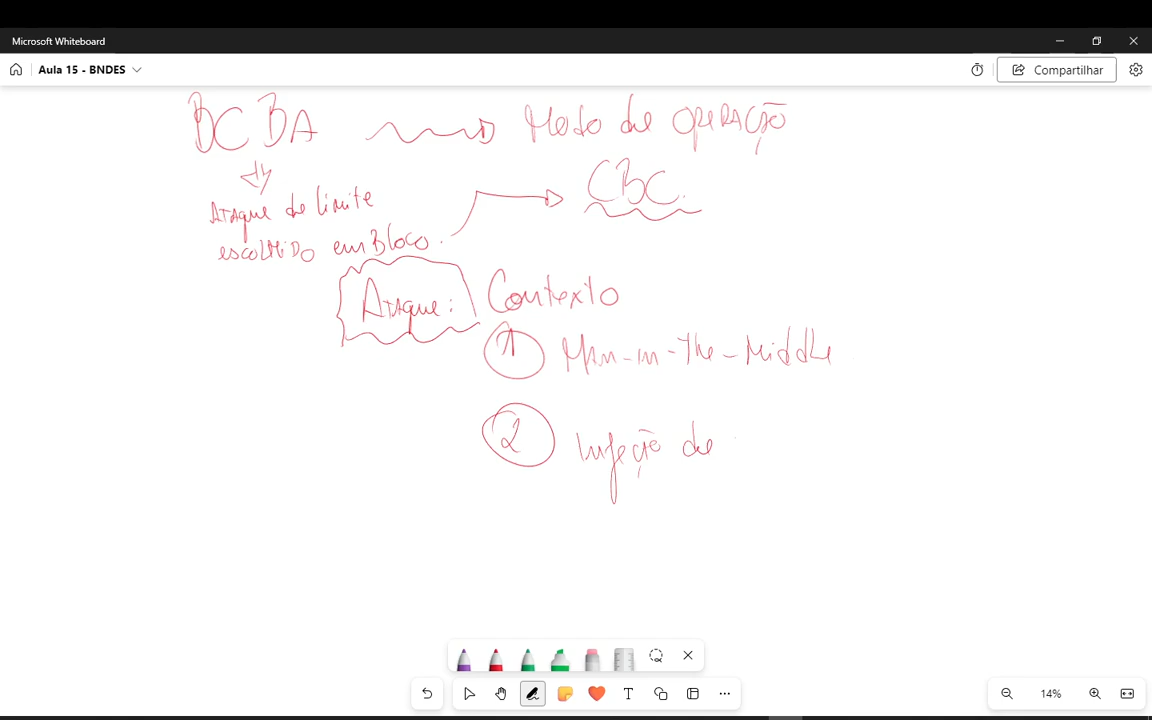 Microsoft Whiteboard
Aula 15 - BNDES
Compartilhar
BCBA Modo de OPERAÇÃO
CBC.
Ataque de limite
escolhido em Bloco.
Ataque: Contexto
1 Man-in-The-Middle
2 Injeção de
14%